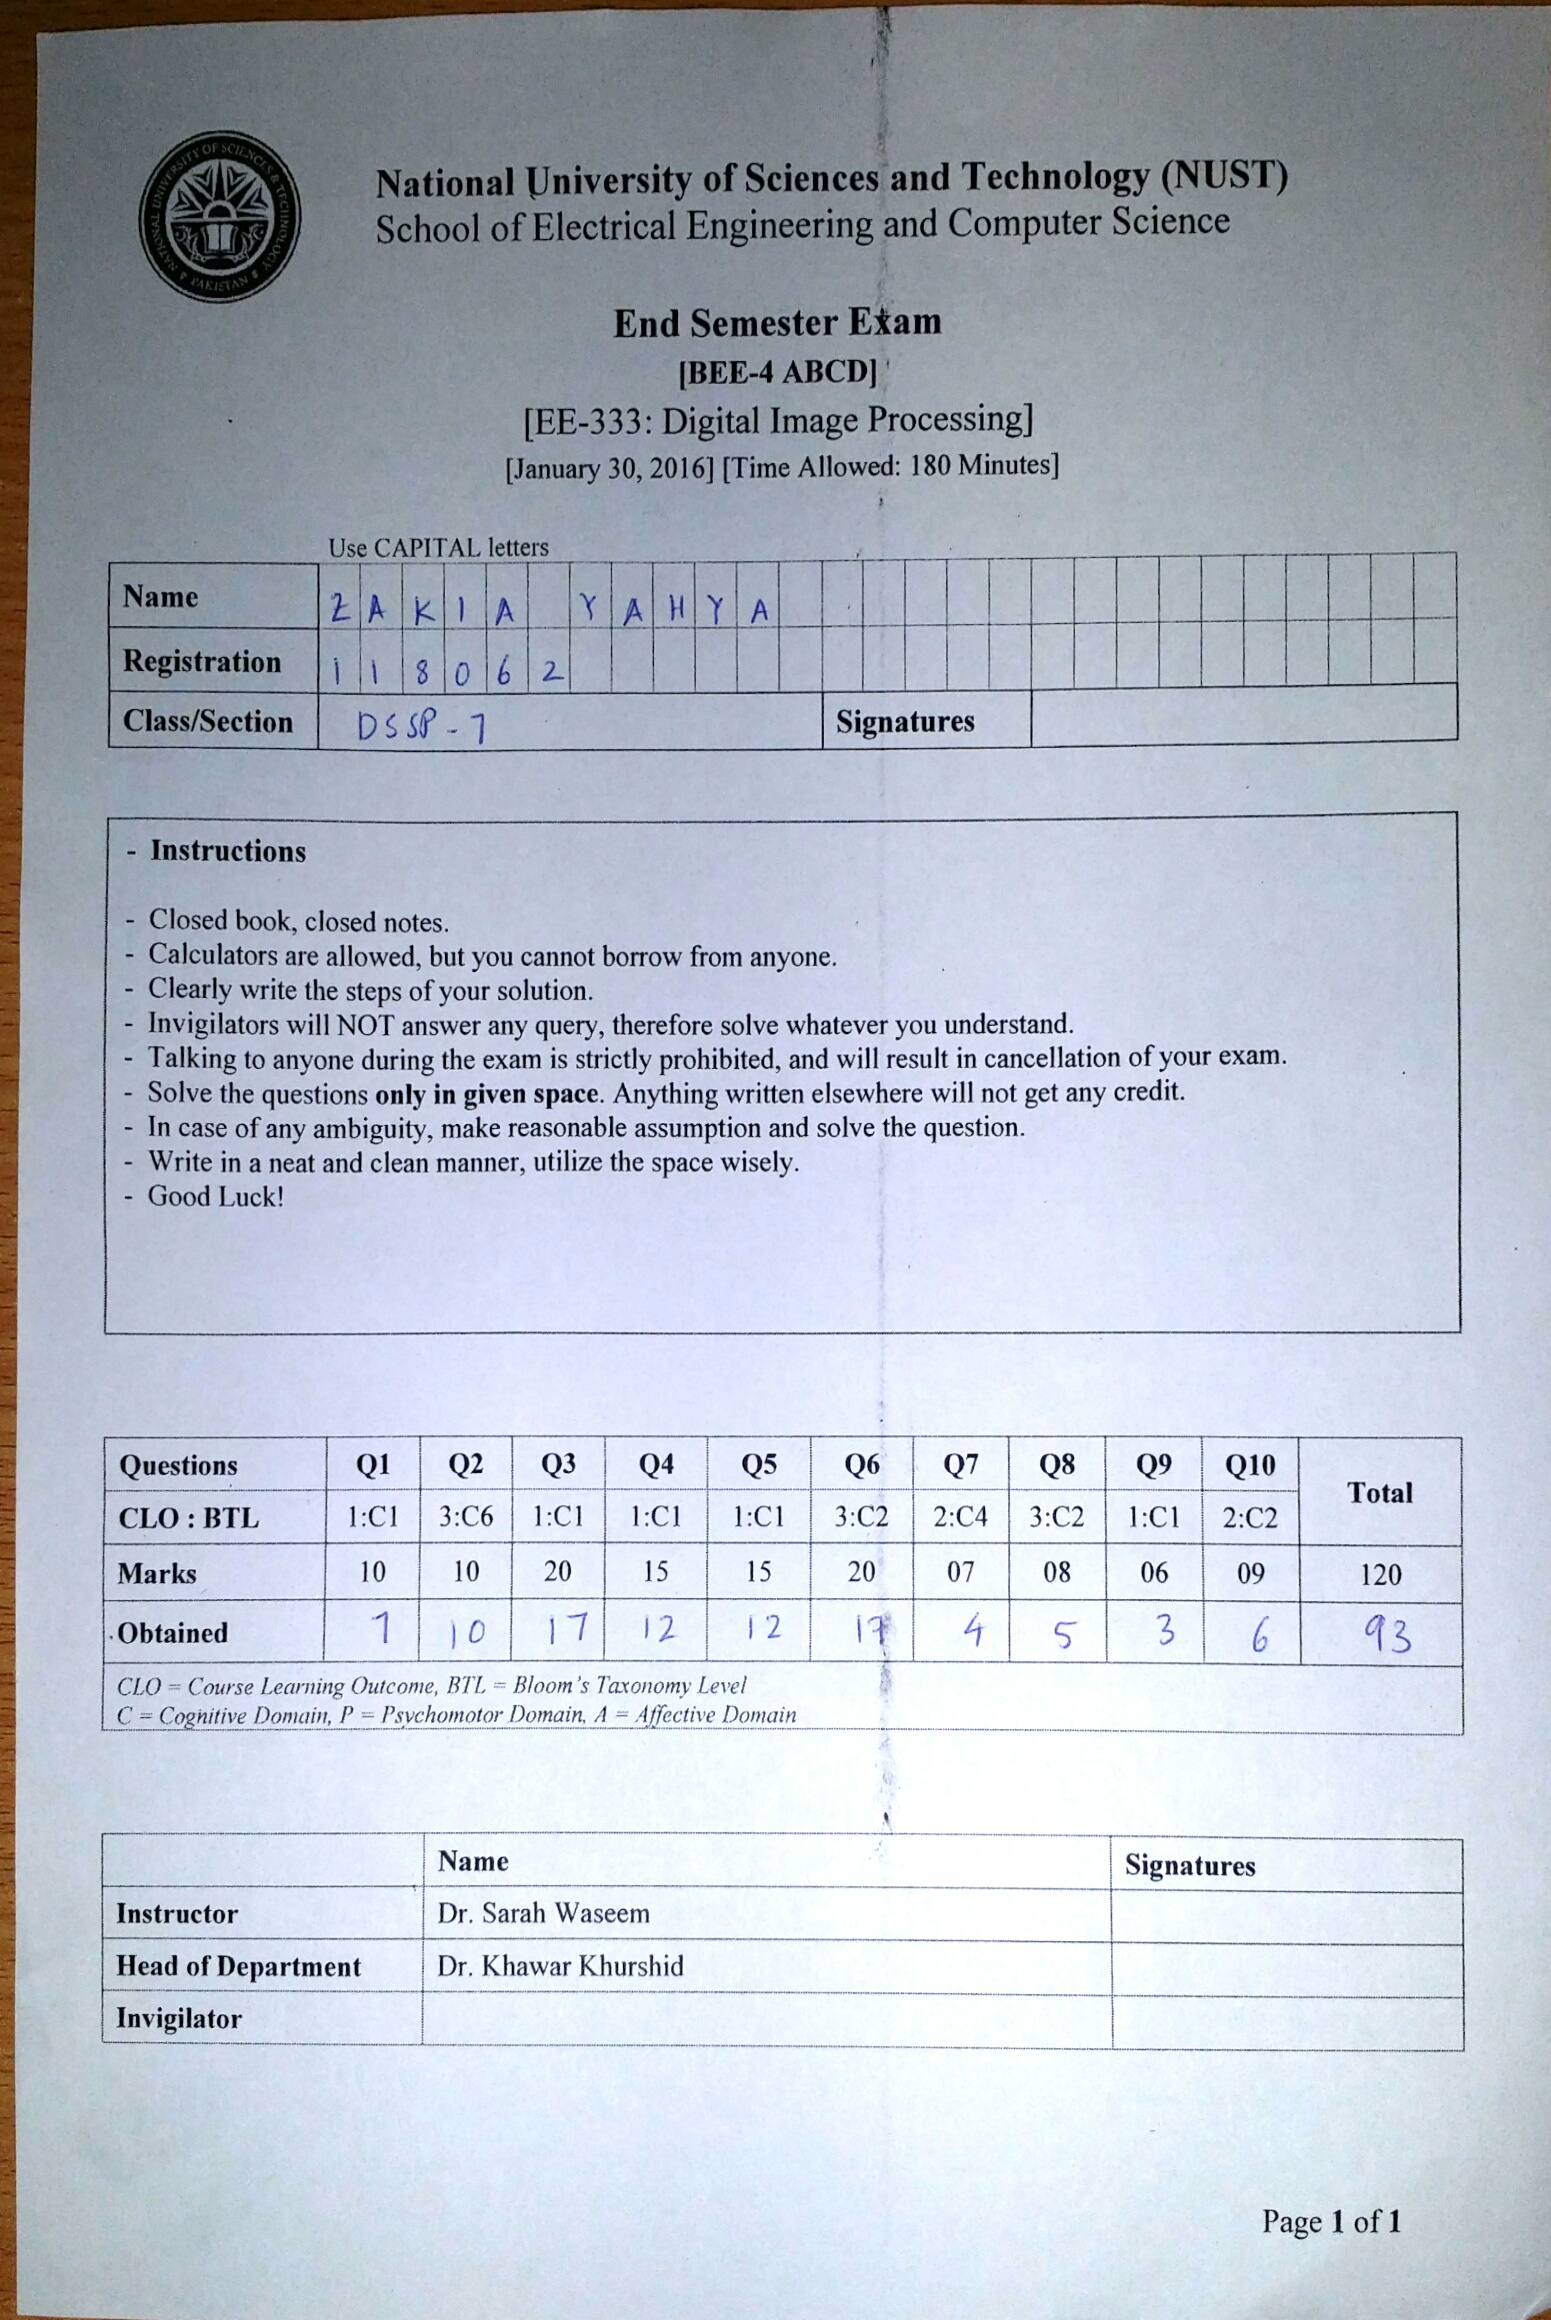 NATIONAL UNIVERSITY OF SCIENCES & TECHNOLOGY
PAKISTAN
National University of Sciences and Technology (NUST)
School of Electrical Engineering and Computer Science
End Semester Exam
[BEE-4 ABCD]
[EE-333: Digital Image Processing]
[January 30, 2016] [Time Allowed: 180 Minutes]
Use CAPITAL letters
Name ZAKIA YAHYA
Registration 118062
Class/Section DSSP-7 Signatures
- Instructions
- Closed book, closed notes.
- Calculators are allowed, but you cannot borrow from anyone.
- Clearly write the steps of your solution.
- Invigilators will NOT answer any query, therefore solve whatever you understand.
- Talking to anyone during the exam is strictly prohibited, and will result in cancellation of your exam.
- Solve the questions only in given space. Anything written elsewhere will not get any credit.
- In case of any ambiguity, make reasonable assumption and solve the question.
- Write in a neat and clean manner, utilize the space wisely.
- Good Luck!
Questions Q1 Q2 Q3 Q4 Q5 Q6 Q7 Q8 Q9 Q10 Total
CLO : BTL 1:C1 3:C6 1:C1 1:C1 1:C1 3:C2 2:C4 3:C2 1:C1 2:C2
Marks 10 10 20 15 15 20 07 08 06 09 120
Obtained 7 10 17 12 12 17 4 5 3 6 93
CLO = Course Learning Outcome, BTL = Bloom's Taxonomy Level
C = Cognitive Domain, P = Psychomotor Domain, A = Affective Domain
Name Signatures
Instructor Dr. Sarah Waseem
Head of Department Dr. Khawar Khurshid
Invigilator
Page 1 of 1